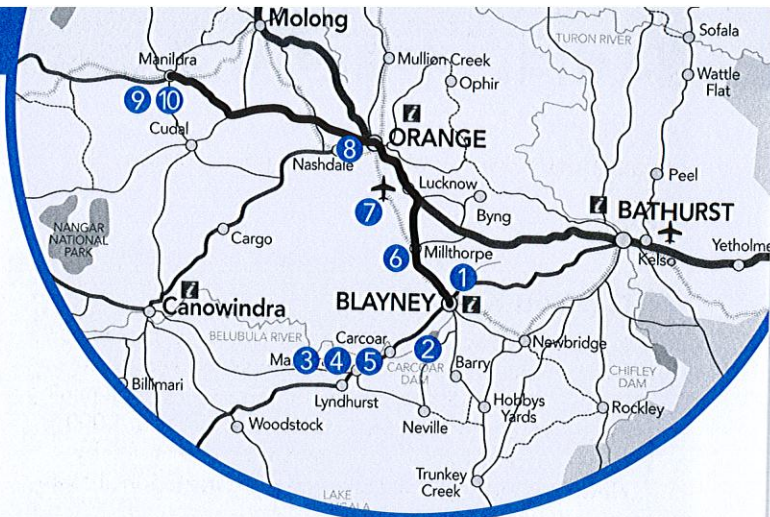 Molong
Sofala
TURON RIVER
Manildra
Mullion Creek
Wattle
Flat
Ophir
9 10
Cudal
i
ORANGE
8
Nashdale
Peel
Lucknow
i
7
Byng
BATHURST
NANGAR
NATIONAL
PARK
Cargo
Kelso
6
Millthorpe
1
i
Canowindra
BLAYNEY
i
BELUBULA RIVER
Carcoar
2
Newbridge
3 4 5
CARCOAR
DAM
Barry
CHIFLEY
DAM
Billimari
Lyndhurst
Hobbys
Yards
Rockley
Woodstock
Neville
Trunkey
Creek
LAKE